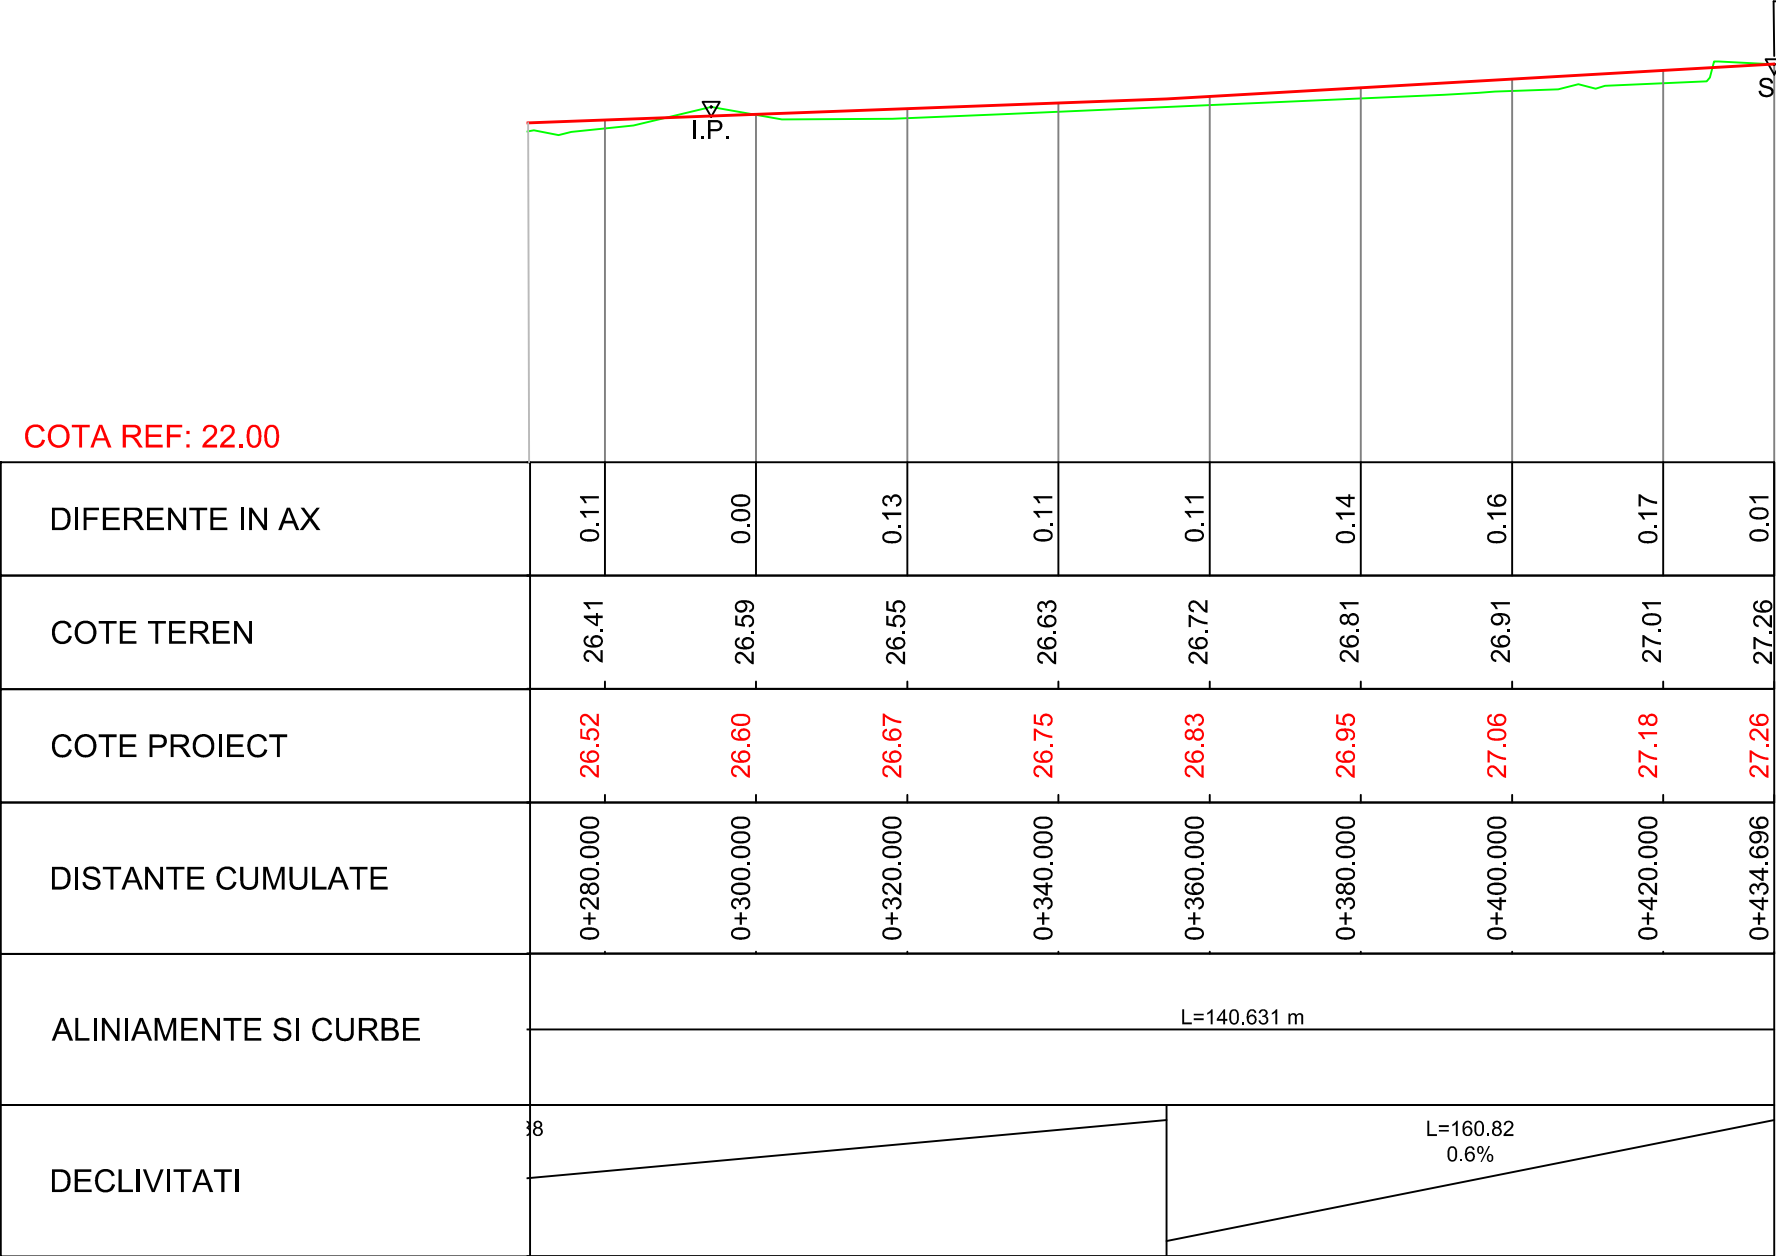 I.P.
S
COTA REF: 22.00
DIFERENTE IN AX
0.11 0.00 0.13 0.11 0.11 0.14 0.16 0.17 0.01
COTE TEREN
26.41 26.59 26.55 26.63 26.72 26.81 26.91 27.01 27.26
COTE PROIECT
26.52 26.60 26.67 26.75 26.83 26.95 27.06 27.18 27.26
DISTANTE CUMULATE
0+280.000 0+300.000 0+320.000 0+340.000 0+360.000 0+380.000 0+400.000 0+420.000 0+434.696
ALINIAMENTE SI CURBE
L=140.631 m
DECLIVITATI
8
L=160.82
0.6%